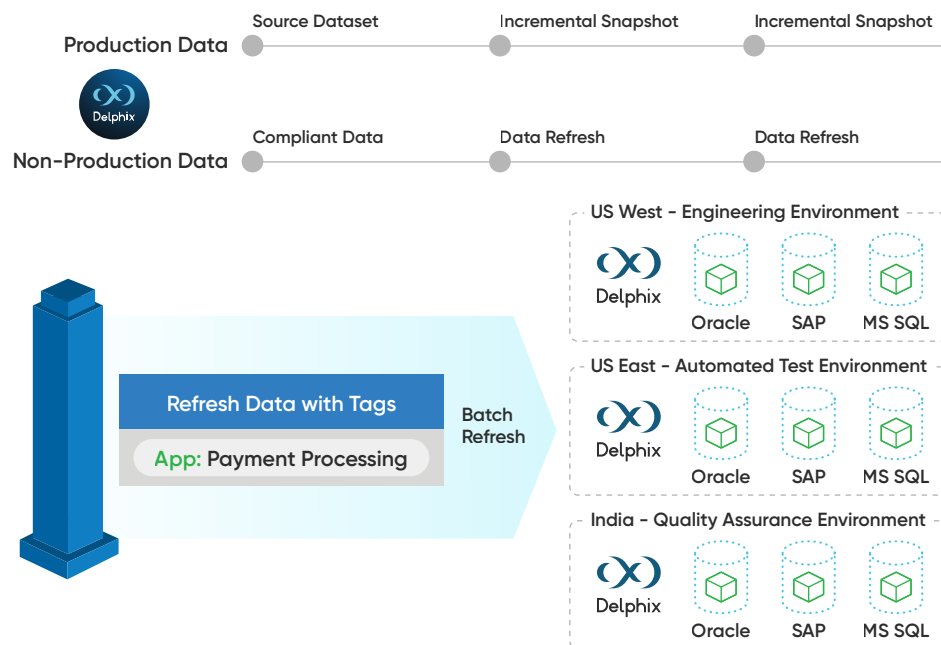 Source Dataset
Incremental Snapshot
Incremental Snapshot
Production Data
Delphix
Compliant Data
Data Refresh
Data Refresh
Non-Production Data
US West - Engineering Environment
Delphix
Oracle
SAP
MS SQL
Refresh Data with Tags
App: Payment Processing
Batch
Refresh
US East - Automated Test Environment
Delphix
Oracle
SAP
MS SQL
India - Quality Assurance Environment
Delphix
Oracle
SAP
MS SQL